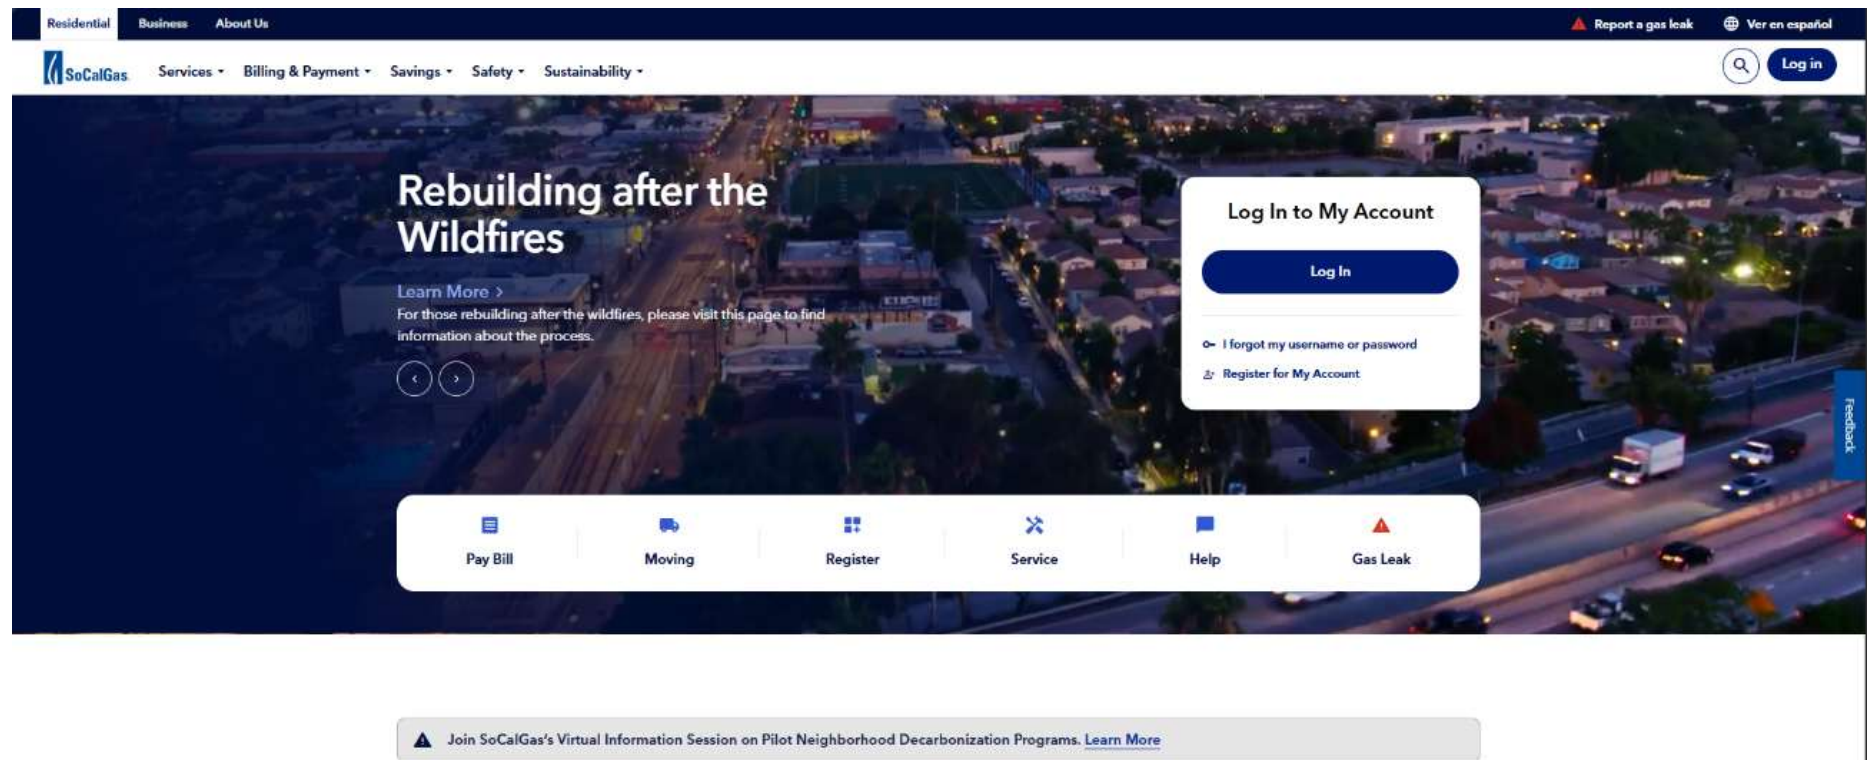 Residential Business About Us Report a gas leak Ver en español
SoCalGas Services Billing & Payment Savings Safety Sustainability Log in
Rebuilding after the
Wildfires
Learn More >
For those rebuilding after the wildfires, please visit this page to find
information about the process.
Log In to My Account
Log In
I forgot my username or password
Register for My Account
Feedback
Pay Bill Moving Register Service Help Gas Leak
Join SoCalGas's Virtual Information Session on Pilot Neighborhood Decarbonization Programs. Learn More